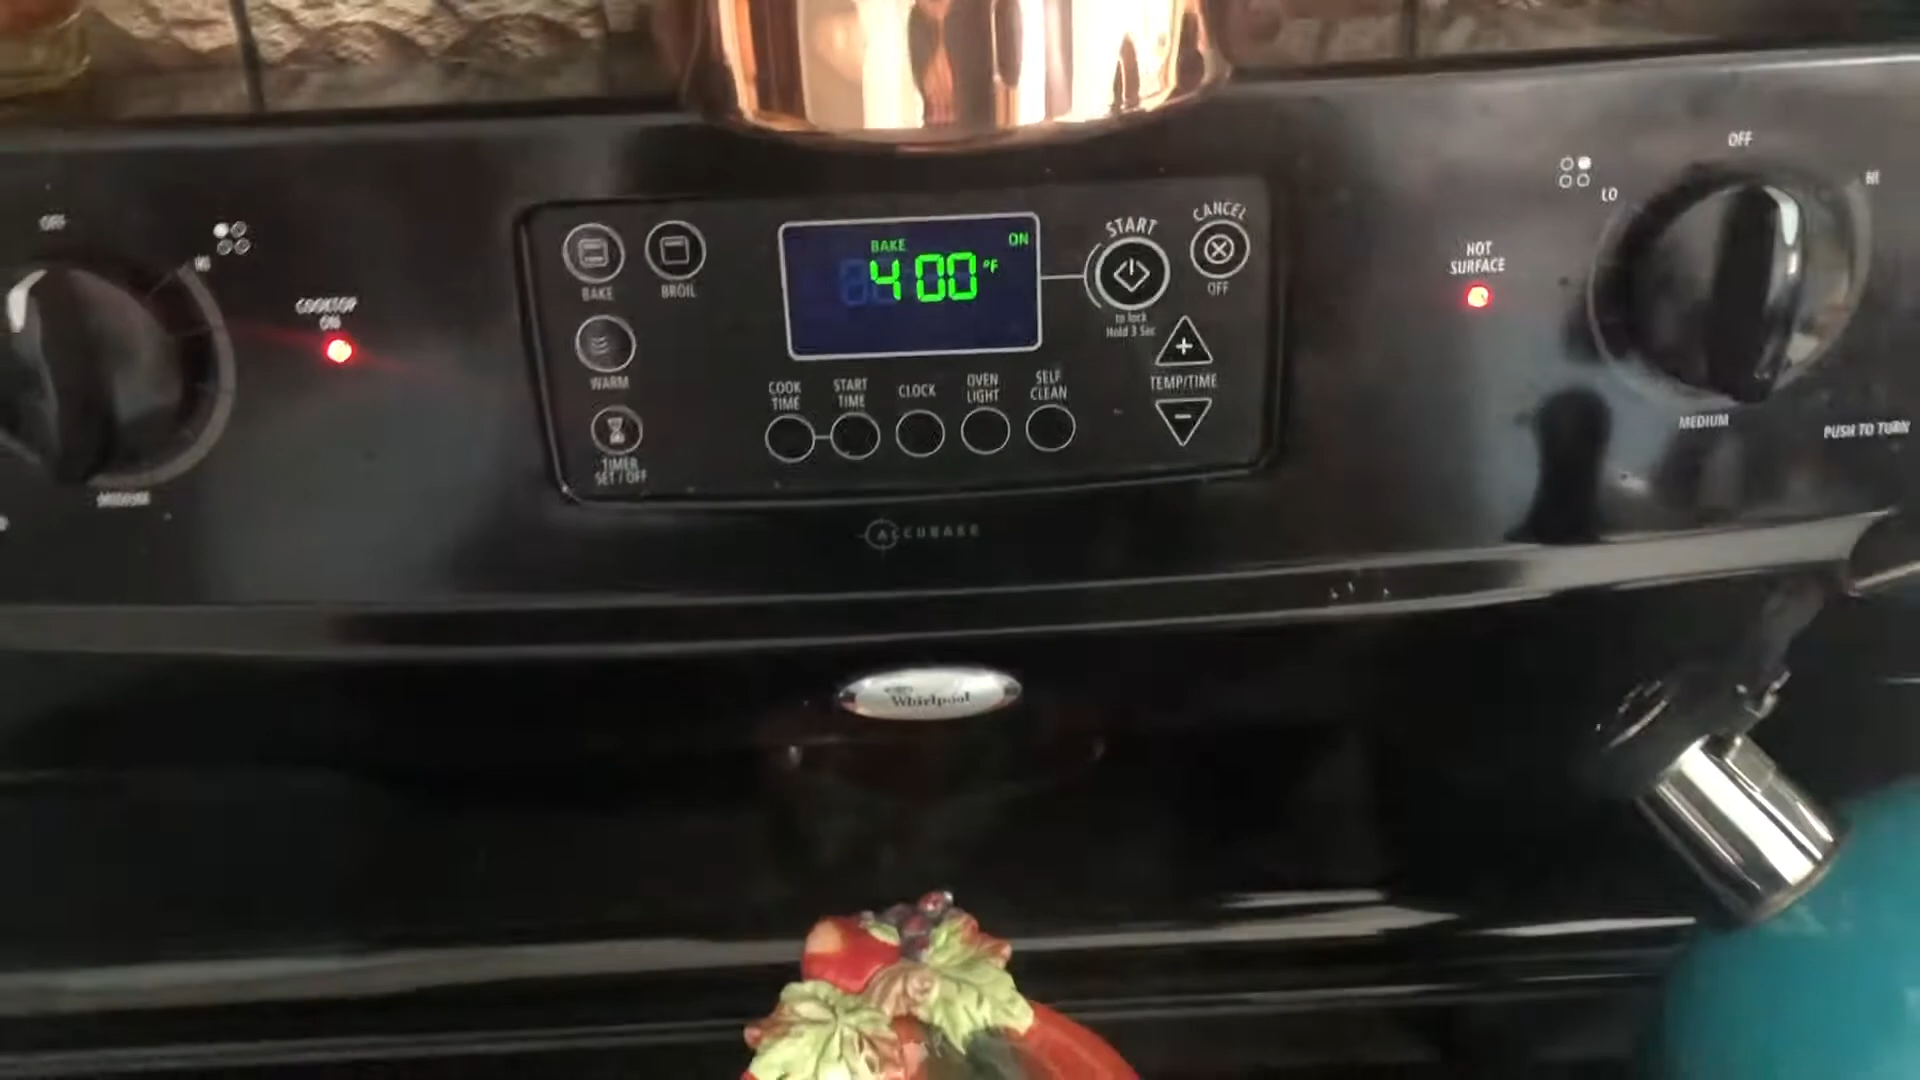 OFF
HI
COOKTOP
ON
MEDIUM
BAKE
BROIL
WARM
TIMER
SET / OFF
BAKE
ON
400°F
START
to lock
Hold 3 Sec
CANCEL
OFF
COOK
TIME
START
TIME
CLOCK
OVEN
LIGHT
SELF
CLEAN
TEMP/TIME
ACCUBAKE
HOT
SURFACE
OFF
LO
HI
MEDIUM
PUSH TO TURN
Whirlpool